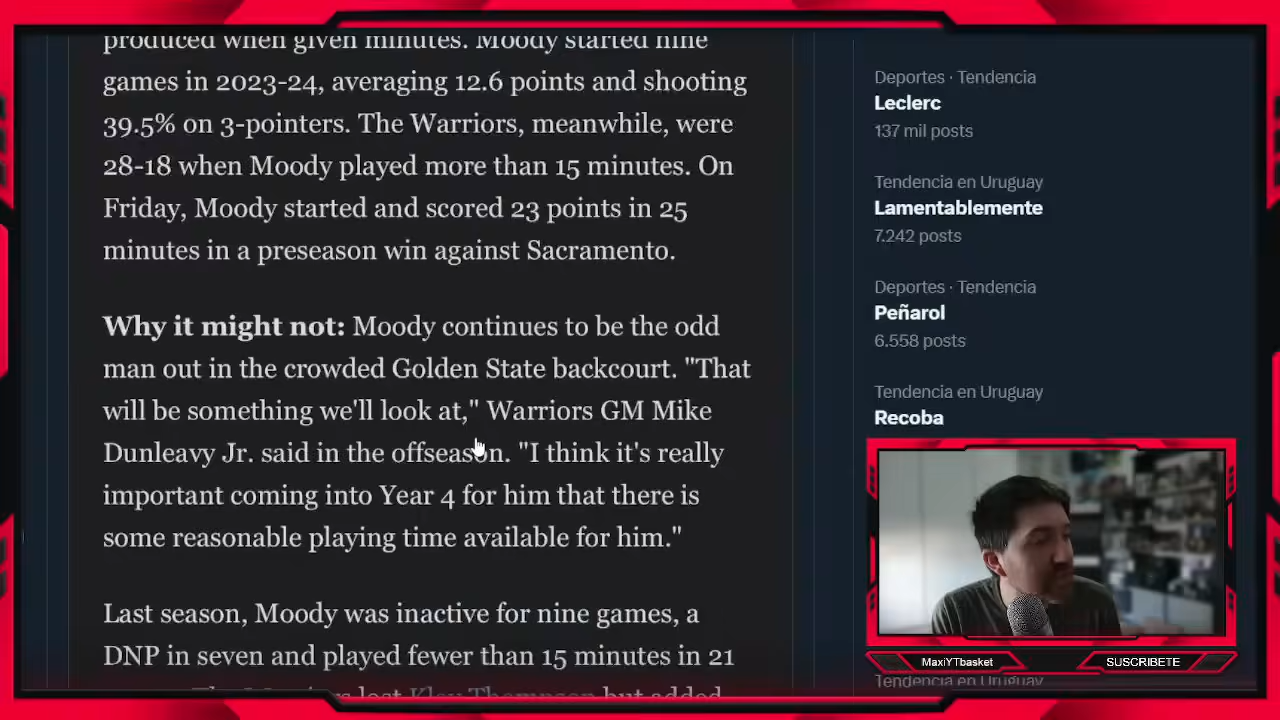 produced when given minutes. Moody started nine
games in 2023-24, averaging 12.6 points and shooting
39.5% on 3-pointers. The Warriors, meanwhile, were
28-18 when Moody played more than 15 minutes. On
Friday, Moody started and scored 23 points in 25
minutes in a preseason win against Sacramento.
Why it might not: Moody continues to be the odd
man out in the crowded Golden State backcourt. "That
will be something we'll look at," Warriors GM Mike
Dunleavy Jr. said in the offseason. "I think it's really
important coming into Year 4 for him that there is
some reasonable playing time available for him."
Last season, Moody was inactive for nine games, a
DNP in seven and played fewer than 15 minutes in 21
The Warriors lost Klay Thompson but added
Deportes · Tendencia
Leclerc
137 mil posts
Tendencia en Uruguay
Lamentablemente
7.242 posts
Deportes · Tendencia
Peñarol
6.558 posts
Tendencia en Uruguay
Recoba
MaxiYTbasket
SUSCRIBETE
Tendencia en Uruguay